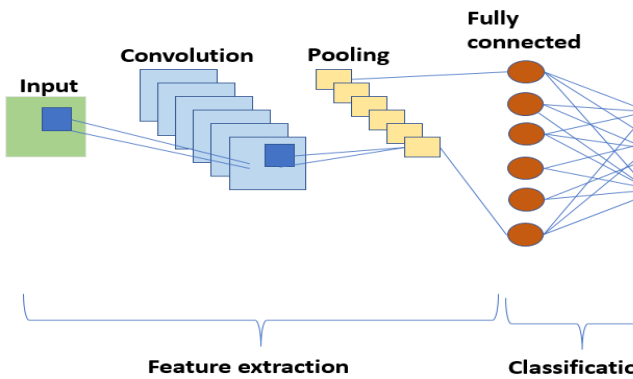 Fully
connected
Convolution
Pooling
Input
Feature extraction
Classificatio